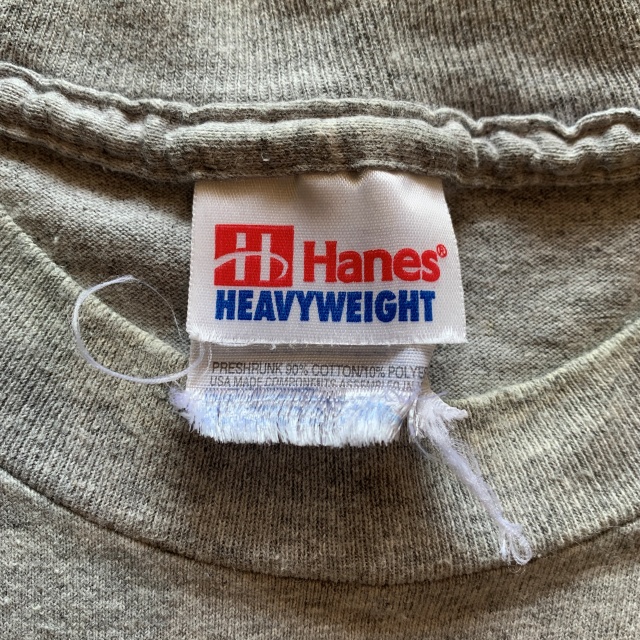 Hanes®
HEAVYWEIGHT
PRESHRUNK 90% COTTON/10% POLYE
USA MADE COMPONENTS ASSEMBLED IN